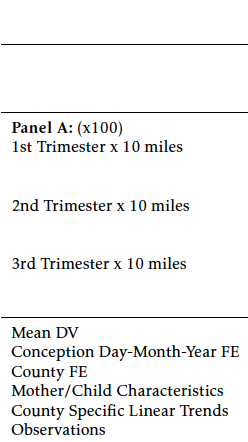 Panel A: (x100)
1st Trimester x 10 miles
2nd Trimester x 10 miles
3rd Trimester x 10 miles
Mean DV
Conception Day-Month-Year FE
County FE
Mother/Child Characteristics
County Specific Linear Trends
Observations